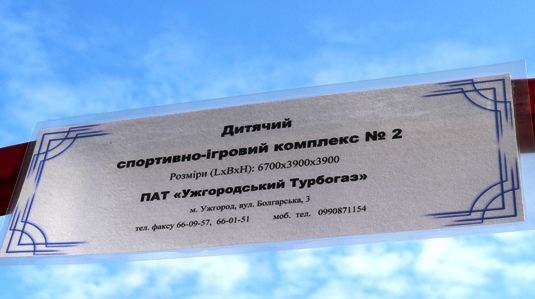 Дитячий
спортивно-ігровий комплекс № 2
Розміри (LxBxH): 6700x3900x3900
ПАТ «Ужгородський Турбогаз»
м. Ужгород, вул. Болгарська, 3
тел. факсу 66-09-57, 66-01-51 моб. тел. 0990871154